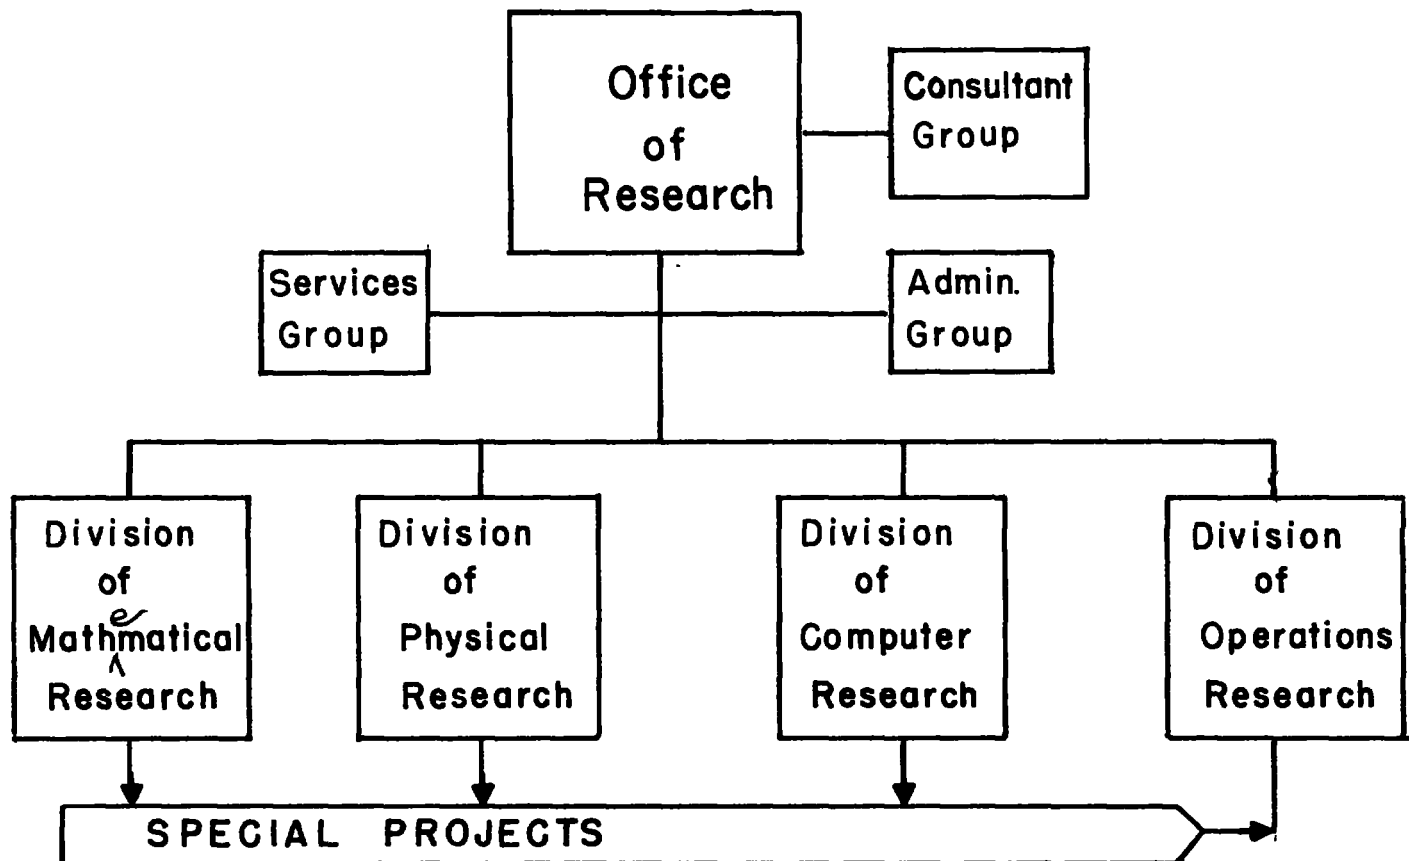 Office
of
Research
Consultant
Group
Services
Group
Admin.
Group
Division
of
Mathematical
Research
Division
of
Physical
Research
Division
of
Computer
Research
Division
of
Operations
Research
SPECIAL PROJECTS